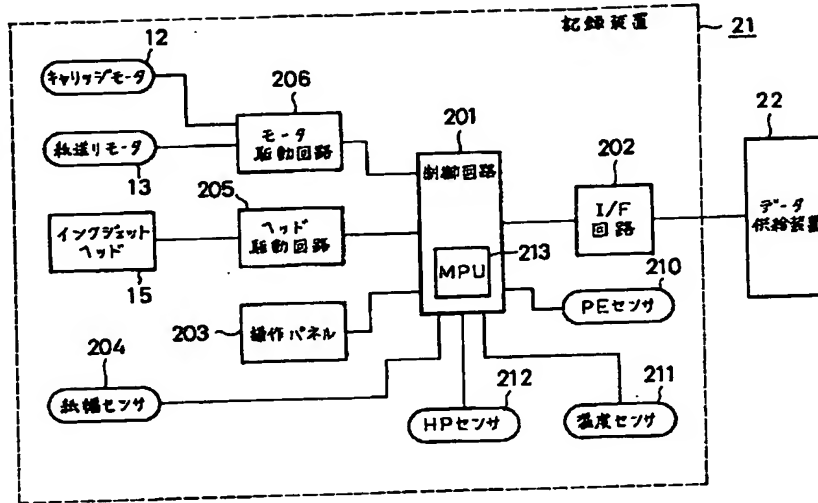 記録装置
21
12
キャリッジモータ
206
モータ
駆動回路
紙送りモータ
13
201
制御回路
MPU
213
202
I/F
回路
22
データ
供給装置
205
ヘッド
駆動回路
インクジェット
ヘッド
15
203
操作パネル
210
PEセンサ
204
紙幅センサ
212
HPセンサ
211
温度センサ